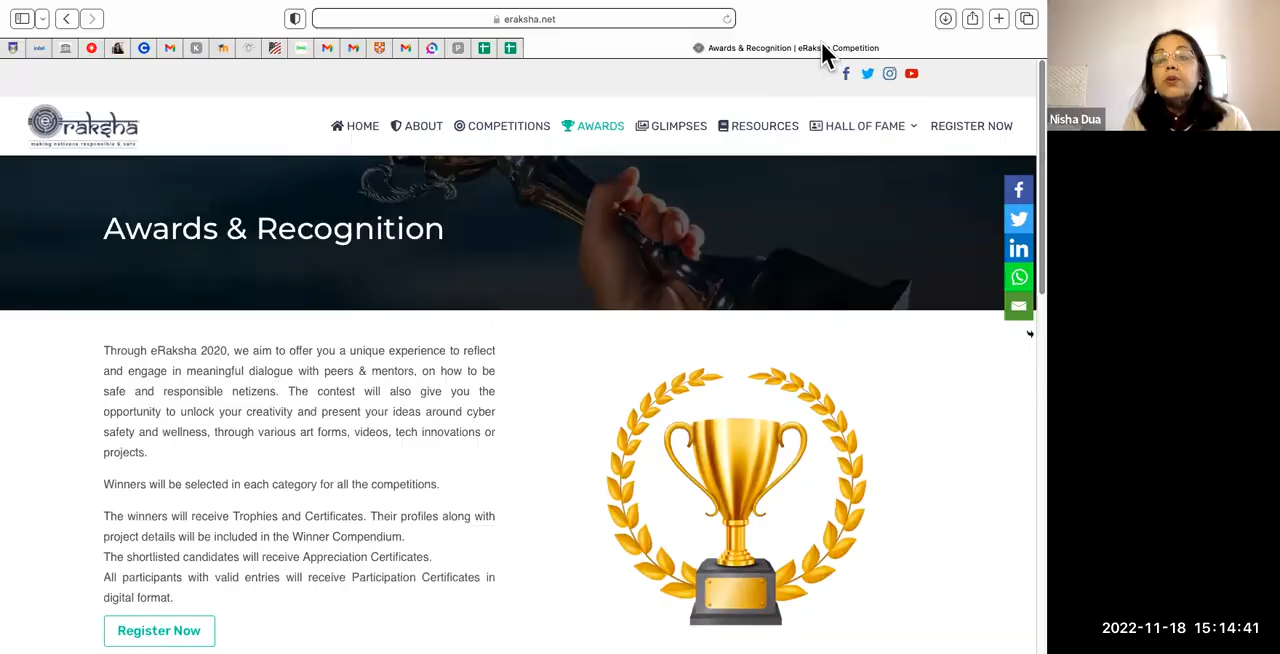 eraksha.net
Awards & Recognition | eRaksha Competition
eraksha
making netizens responsible & safe
HOME
ABOUT
COMPETITIONS
AWARDS
GLIMPSES
RESOURCES
HALL OF FAME
REGISTER NOW
Nisha Dua
Awards & Recognition
Through eRaksha 2020, we aim to offer you a unique experience to reflect
and engage in meaningful dialogue with peers & mentors, on how to be
safe and responsible netizens. The contest will also give you the
opportunity to unlock your creativity and present your ideas around cyber
safety and wellness, through various art forms, videos, tech innovations or
projects.
Winners will be selected in each category for all the competitions.
The winners will receive Trophies and Certificates. Their profiles along with
project details will be included in the Winner Compendium.
The shortlisted candidates will receive Appreciation Certificates.
All participants with valid entries will receive Participation Certificates in
digital format.
Register Now
2022-11-18 15:14:41